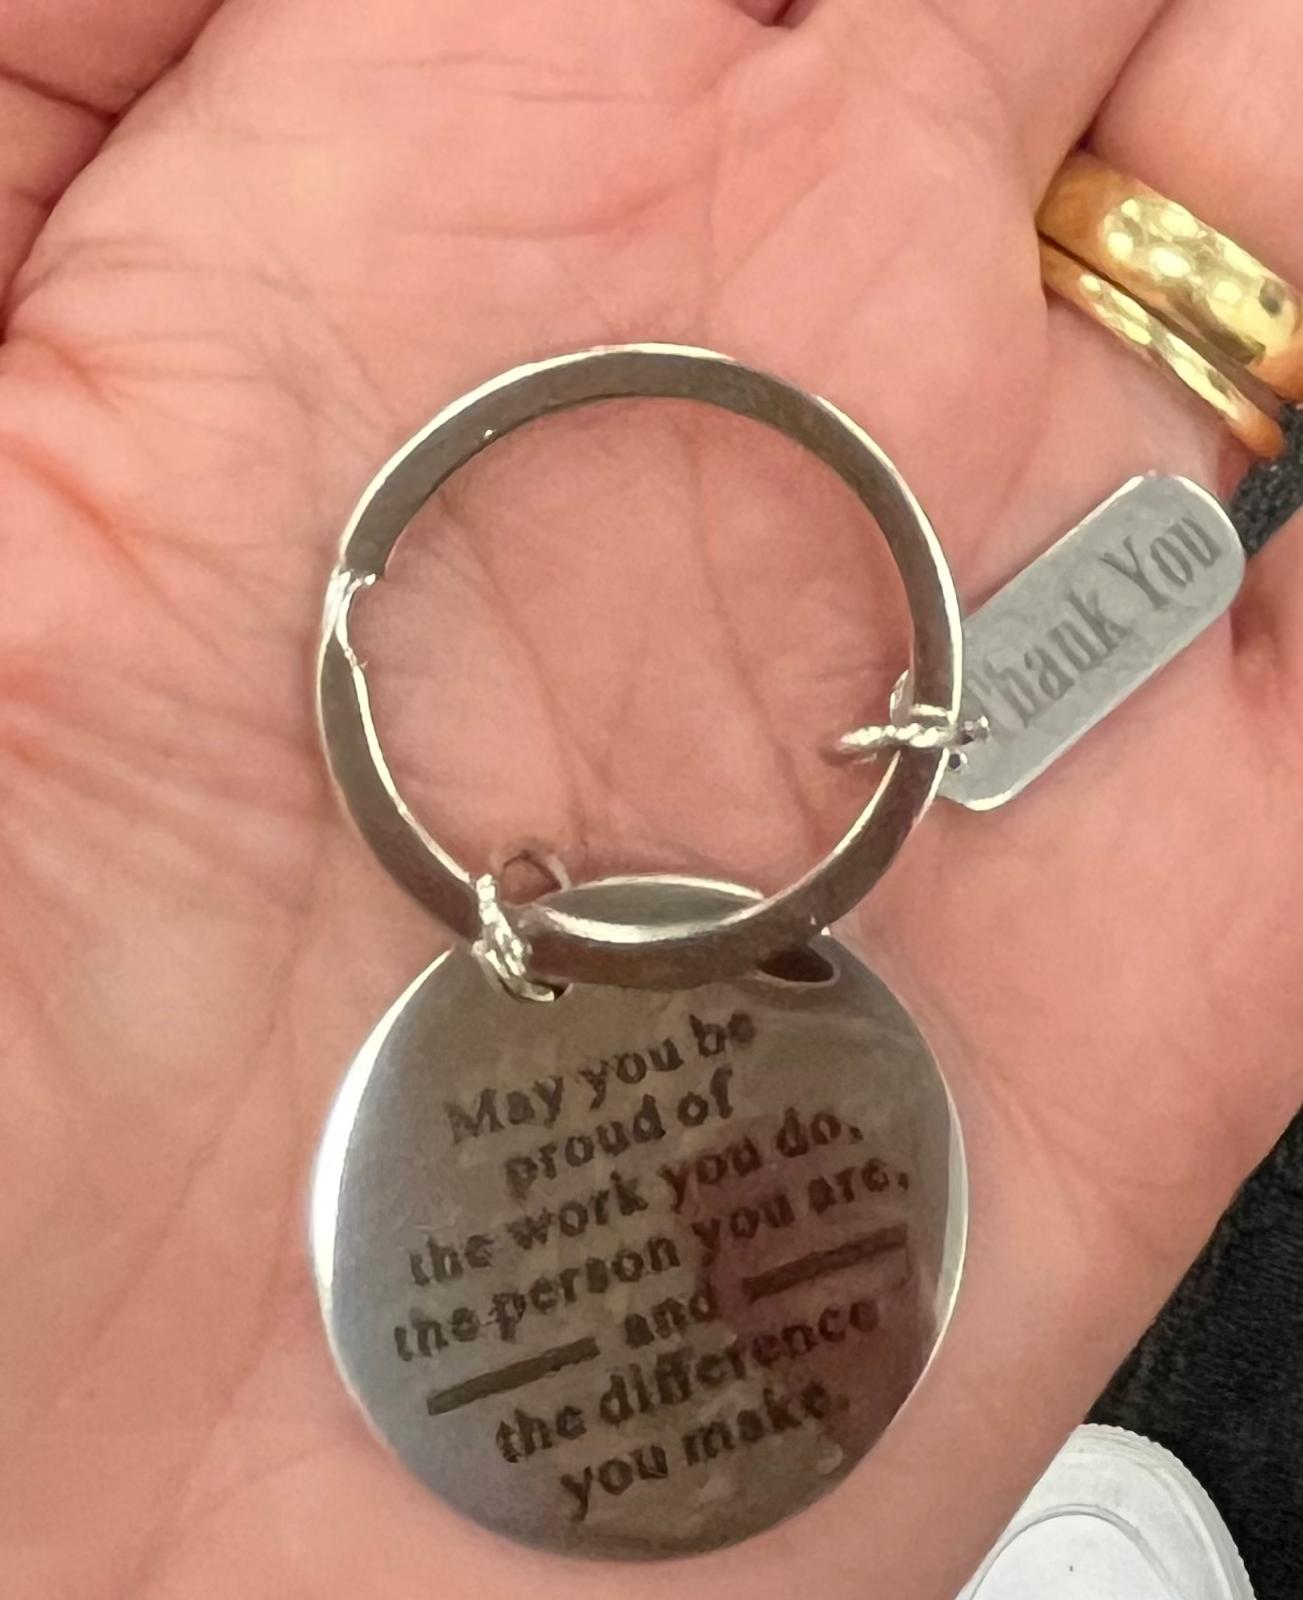 Thank You
May you be
proud of
the work you do,
the person you are,
and
the difference
you make.